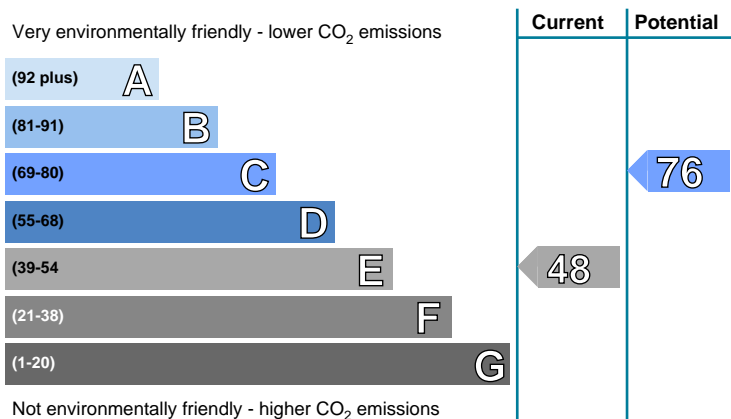 Current Potential
Very environmentally friendly - lower CO2 emissions
(92 plus) A
(81-91) B
(69-80) C 76
(55-68) D
(39-54 E 48
(21-38) F
(1-20) G
Not environmentally friendly - higher CO2 emissions